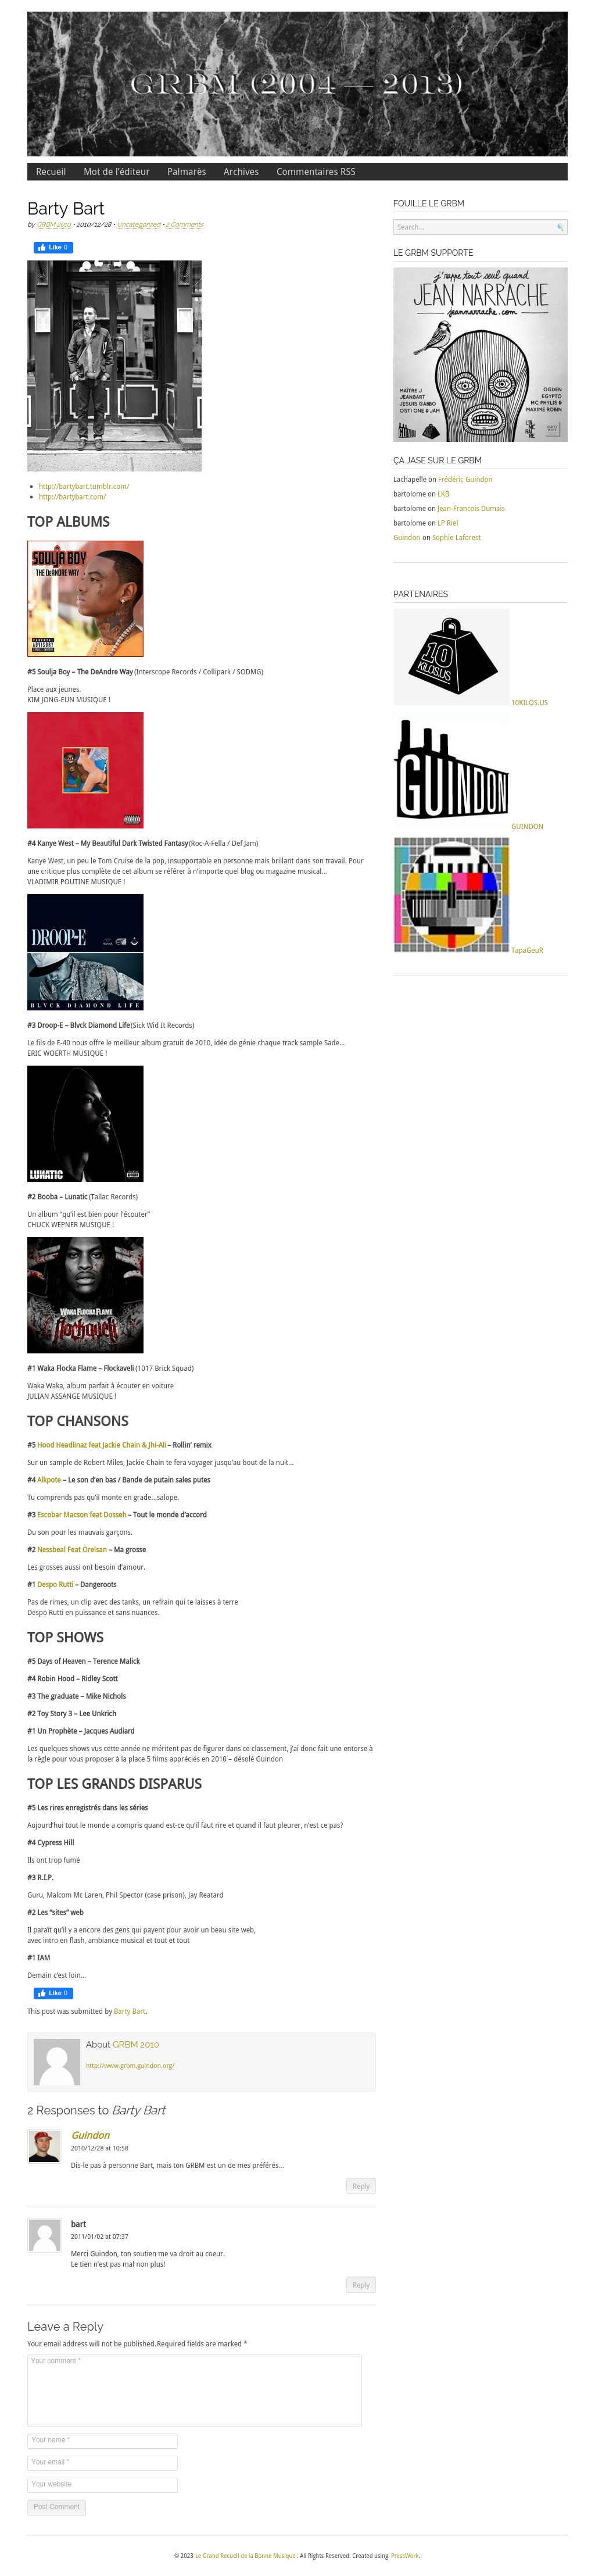 GRBM (2004 — 2013)
Recueil Mot de l'éditeur Palmarès Archives Commentaires RSS
Barty Bart
by GRBM 2010 • 2010/12/28 • Uncategorized • 2 Comments
Like 0
http://bartybart.tumblr.com/
http://bartybart.com/
TOP ALBUMS
SOULJA BOY
THE DEANDRE WAY
#5 Soulja Boy – The DeAndre Way (Interscope Records / Collipark / SODMG)
Place aux jeunes.
KIM JONG-EUN MUSIQUE !
#4 Kanye West – My Beautiful Dark Twisted Fantasy(Roc-A-Fella / Def Jam)
Kanye West, un peu le Tom Cruise de la pop, insupportable en personne mais brillant dans son travail. Pour
une critique plus complète de cet album se référer à n'importe quel blog ou magazine musical…
VLADIMIR POUTINE MUSIQUE !
DROOP-E
BLVCK DIAMOND LIFE
#3 Droop-E – Blvck Diamond Life(Sick Wid It Records)
Le fils de E-40 nous offre le meilleur album gratuit de 2010, idée de génie chaque track sample Sade…
ERIC WOERTH MUSIQUE !
LUNATIC
#2 Booba – Lunatic (Tallac Records)
Un album "qu'il est bien pour l'écouter"
CHUCK WEPNER MUSIQUE !
WAKA FLOCKA FLAME
Flockaveli
#1 Waka Flocka Flame – Flockaveli (1017 Brick Squad)
Waka Waka, album parfait à écouter en voiture
JULIAN ASSANGE MUSIQUE !
TOP CHANSONS
#5 Hood Headlinaz feat Jackie Chain & Jhi-Ali – Rollin' remix
Sur un sample de Robert Miles, Jackie Chain te fera voyager jusqu'au bout de la nuit…
#4 Alkpote – Le son d'en bas / Bande de putain sales putes
Tu comprends pas qu'il monte en grade…salope.
#3 Escobar Macson feat Dosseh – Tout le monde d'accord
Du son pour les mauvais garçons.
#2 Nessbeal Feat Orelsan – Ma grosse
Les grosses aussi ont besoin d'amour.
#1 Despo Rutti – Dangeroots
Pas de rimes, un clip avec des tanks, un refrain qui te laisses à terre
Despo Rutti en puissance et sans nuances.
TOP SHOWS
#5 Days of Heaven – Terence Malick
#4 Robin Hood – Ridley Scott
#3 The graduate – Mike Nichols
#2 Toy Story 3 – Lee Unkrich
#1 Un Prophète – Jacques Audiard
Les quelques shows vus cette année ne méritent pas de figurer dans ce classement, j'ai donc fait une entorse à
la règle pour vous proposer à la place 5 films appréciés en 2010 – désolé Guindon
TOP LES GRANDS DISPARUS
#5 Les rires enregistrés dans les séries
Aujourd'hui tout le monde a compris quand est-ce qu'il faut rire et quand il faut pleurer, n'est ce pas?
#4 Cypress Hill
Ils ont trop fumé
#3 R.I.P.
Guru, Malcom Mc Laren, Phil Spector (case prison), Jay Reatard
#2 Les "sites" web
Il paraît qu'il y a encore des gens qui payent pour avoir un beau site web,
avec intro en flash, ambiance musical et tout et tout
#1 IAM
Demain c'est loin…
Like 0
This post was submitted by Barty Bart.
About GRBM 2010
http://www.grbm.guindon.org/
2 Responses to Barty Bart
Guindon
2010/12/28 at 10:58
Dis-le pas à personne Bart, mais ton GRBM est un de mes préférés…
Reply
bart
2011/01/02 at 07:37
Merci Guindon, ton soutien me va droit au coeur.
Le tien n'est pas mal non plus!
Reply
Leave a Reply
Your email address will not be published.Required fields are marked *
Your comment *
Your name *
Your email *
Your website
Post Comment
FOUILLE LE GRBM
Search...
LE GRBM SUPPORTE
j'rappe tout seul quand
JEAN NARRACHE
jeannarrache.com
MAÎTRE J
JEANBART
JESUIS GABBO
OSTI ONE & JAM
OGDEN
EGYPTO
MC PHYLIS &
MAXIME ROBIN
ÇA JASE SUR LE GRBM
Lachapelle on Frédéric Guindon
bartolome on LKB
bartolome on Jean-Francois Dumais
bartolome on LP Riel
Guindon on Sophie Laforest
PARTENAIRES
10 KILOS.US
10KILOS.US
GUINDON
GUINDON
TapaGeuR
© 2023 Le Grand Recueil de la Bonne Musique . All Rights Reserved. Created using PressWork.